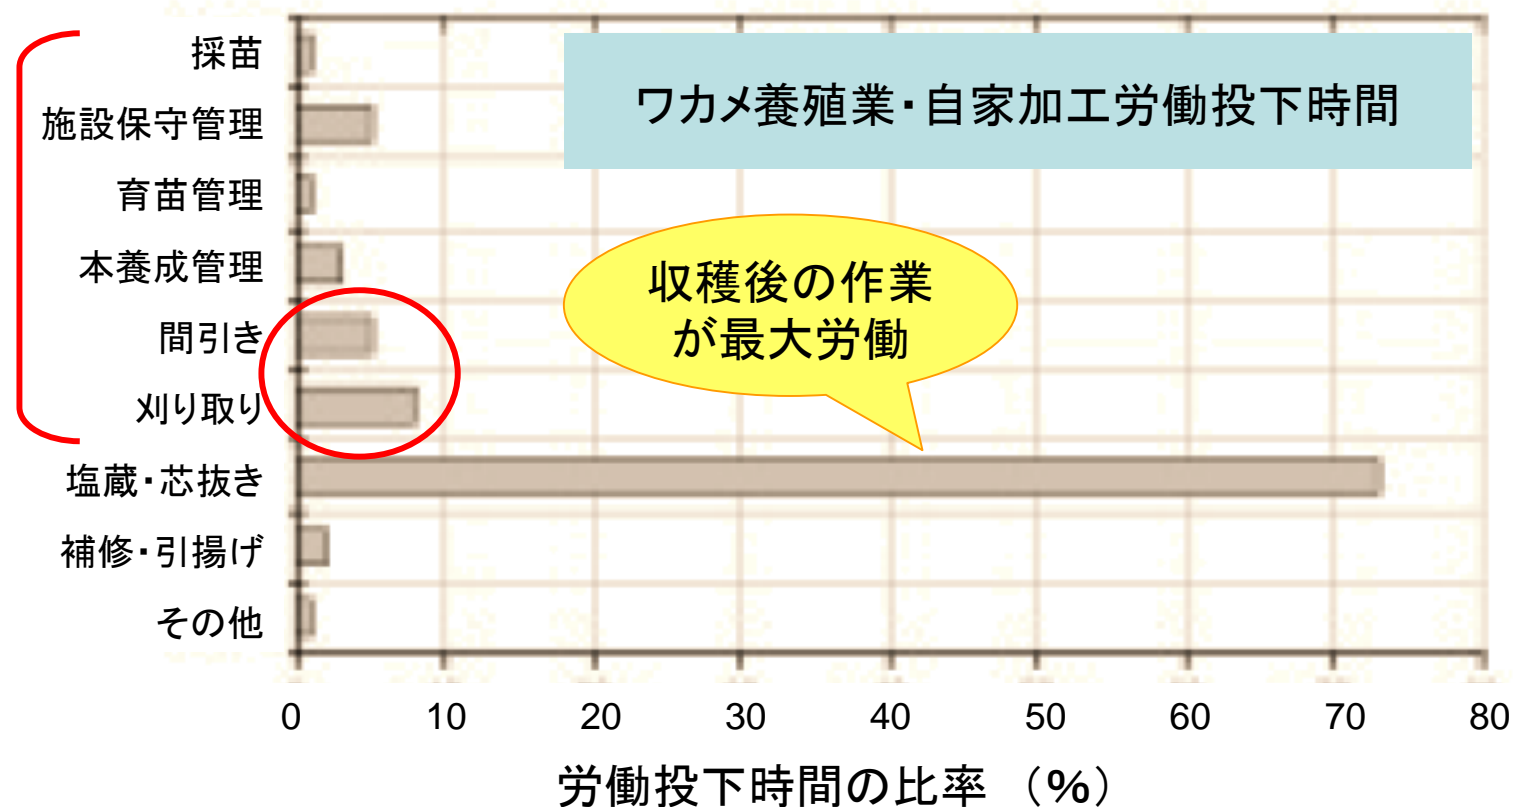 採苗
施設保守管理
育苗管理
本養成管理
間引き
刈り取り
塩蔵・芯抜き
補修・引揚げ
その他
ワカメ養殖業・自家加工労働投下時間
収穫後の作業
が最大労働
0 10 20 30 40 50 60 70 80
労働投下時間の比率 （%）